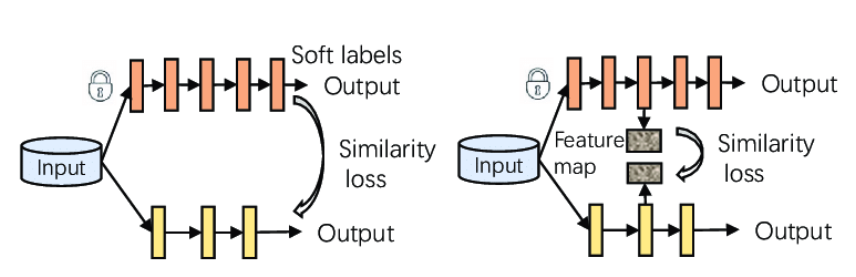 Soft labels
Output
Input
Similarity
loss
Output
Output
Feature
map
Similarity
loss
Input
Output